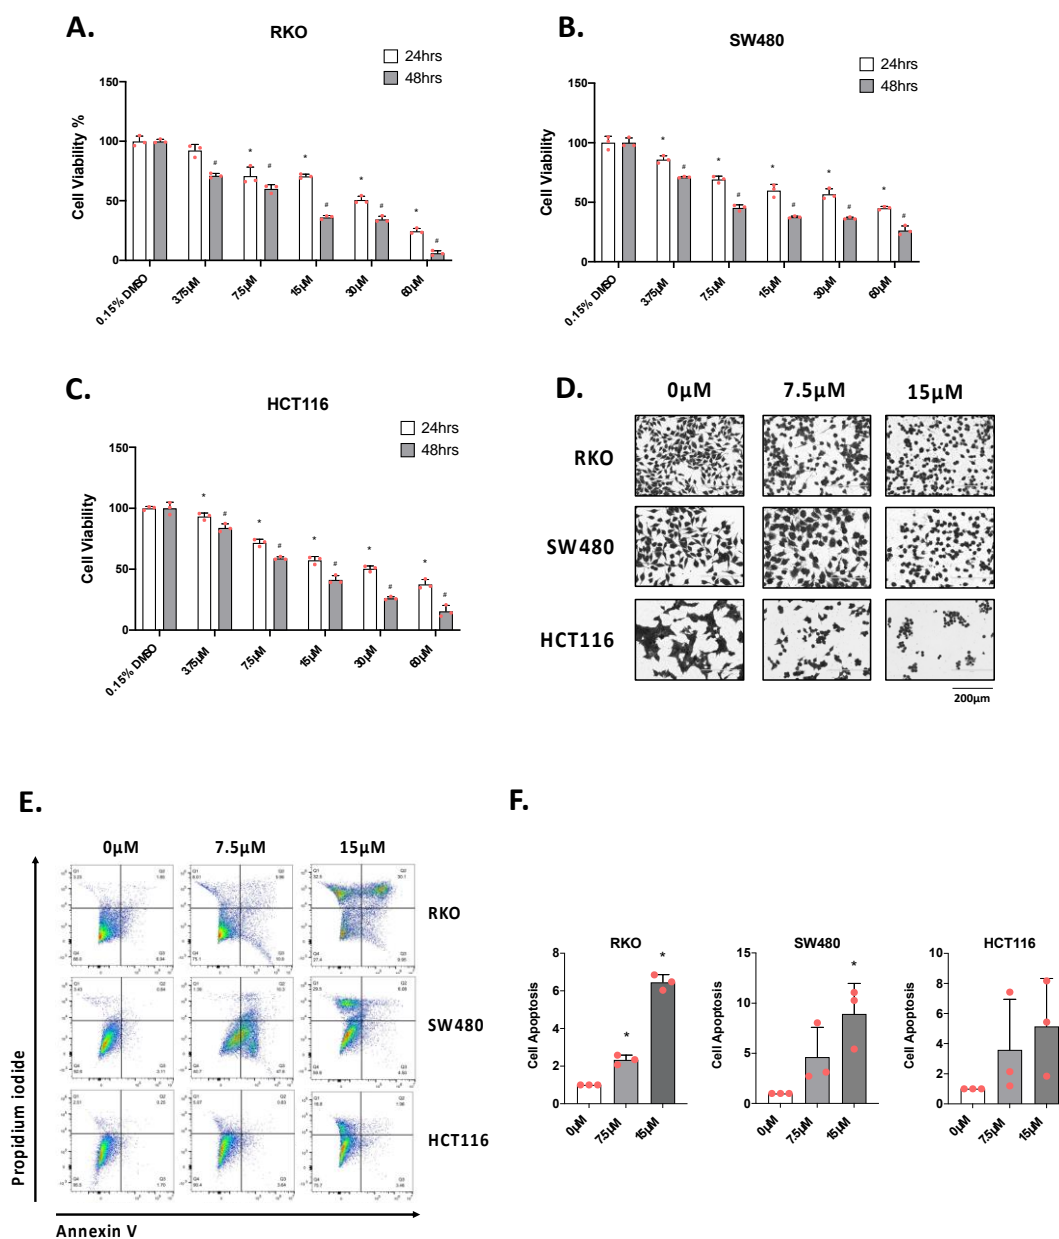 A.
RKO
24hrs
48hrs
Cell Viability %
150
100
50
0
0.15% DMSO
3.75µM
7.5µM
15µM
30µM
60µM
* * * *
# # # # #
B.
SW480
24hrs
48hrs
Cell Viability
150
100
50
0
0.15% DMSO
3.75µM
7.5µM
15µM
30µM
60µM
* * * * *
# # # # #
C.
HCT116
24hrs
48hrs
Cell Viability
150
100
50
0
0.15% DMSO
3.75µM
7.5µM
15µM
30µM
60µM
* * * * *
# # # # #
D.
0µM 7.5µM 15µM
RKO
SW480
HCT116
200µm
E.
0µM 7.5µM 15µM
RKO
SW480
HCT116
Q1 Q2
Q4 Q3
Propidium iodide
Annexin V
F.
RKO
Cell Apoptosis
8
6
4
2
0
* *
0µM
7.5µM
15µM
SW480
Cell Apoptosis
15
10
5
0
*
0µM
7.5µM
15µM
HCT116
Cell Apoptosis
10
8
6
4
2
0
0µM
7.5µM
15µM